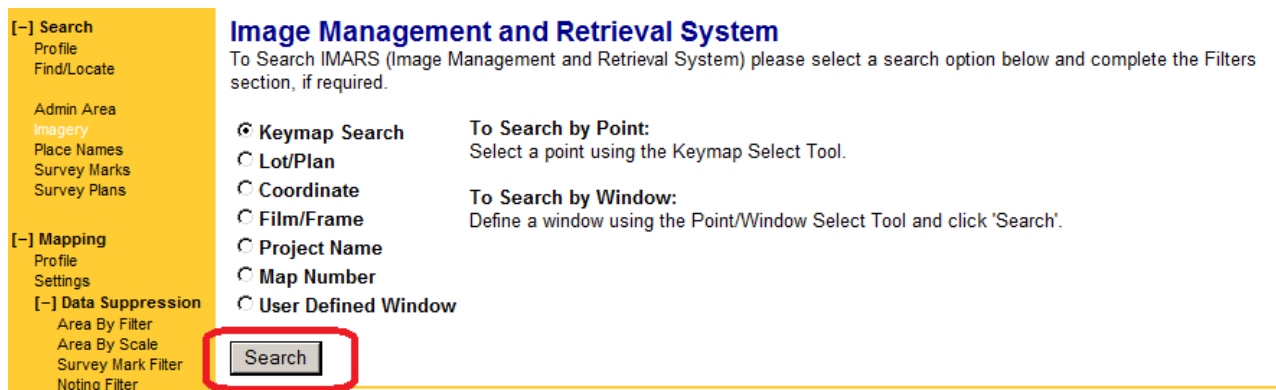 [−] Search
Profile
Find/Locate
Admin Area
Imagery
Place Names
Survey Marks
Survey Plans
[−] Mapping
Profile
Settings
[−] Data Suppression
Area By Filter
Area By Scale
Survey Mark Filter
Noting Filter
Image Management and Retrieval System
To Search IMARS (Image Management and Retrieval System) please select a search option below and complete the Filters
section, if required.
Keymap Search
Lot/Plan
Coordinate
Film/Frame
Project Name
Map Number
User Defined Window
To Search by Point:
Select a point using the Keymap Select Tool.
To Search by Window:
Define a window using the Point/Window Select Tool and click 'Search'.
Search